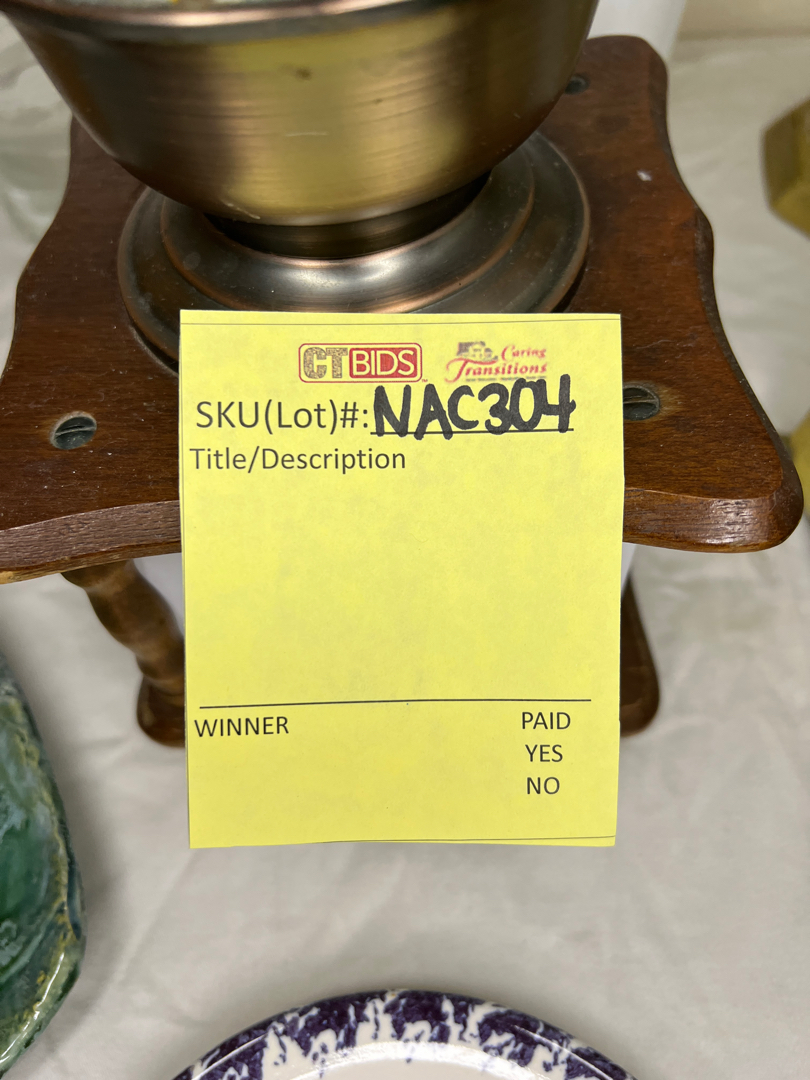 CTBIDS
Caring
Transitions
SKU(Lot)#:NAC304
Title/Description
WINNER PAID
YES
NO